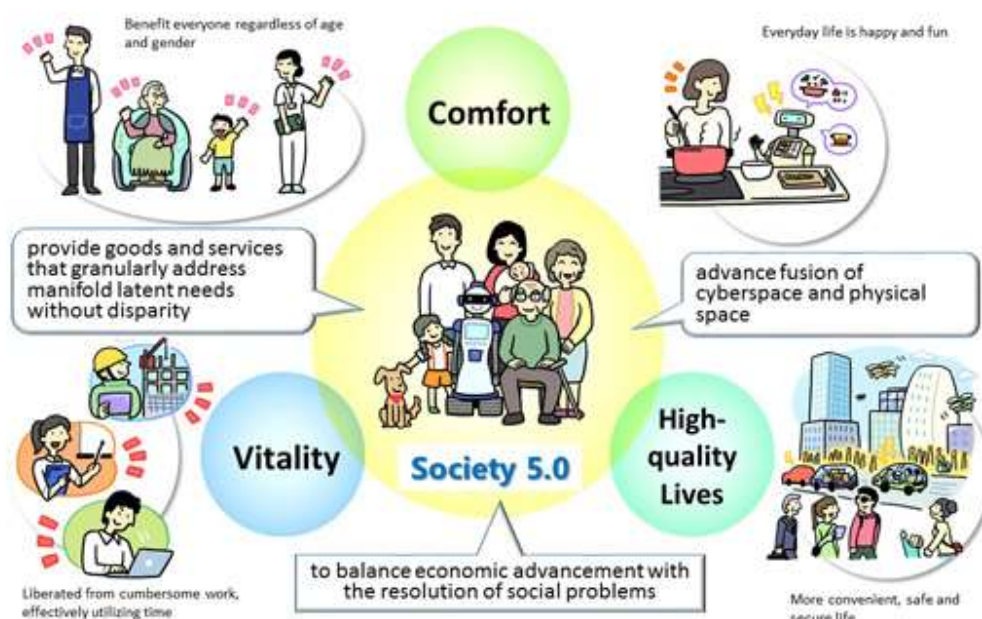 Benefit everyone regardless of age
and gender
Everyday life is happy and fun
Comfort
provide goods and services
that granularly address
manifold latent needs
without disparity
advance fusion of
cyberspace and physical
space
Vitality
Society 5.0
High-
quality
Lives
to balance economic advancement with
the resolution of social problems
Liberated from cumbersome work,
effectively utilizing time
More convenient, safe and
secure life